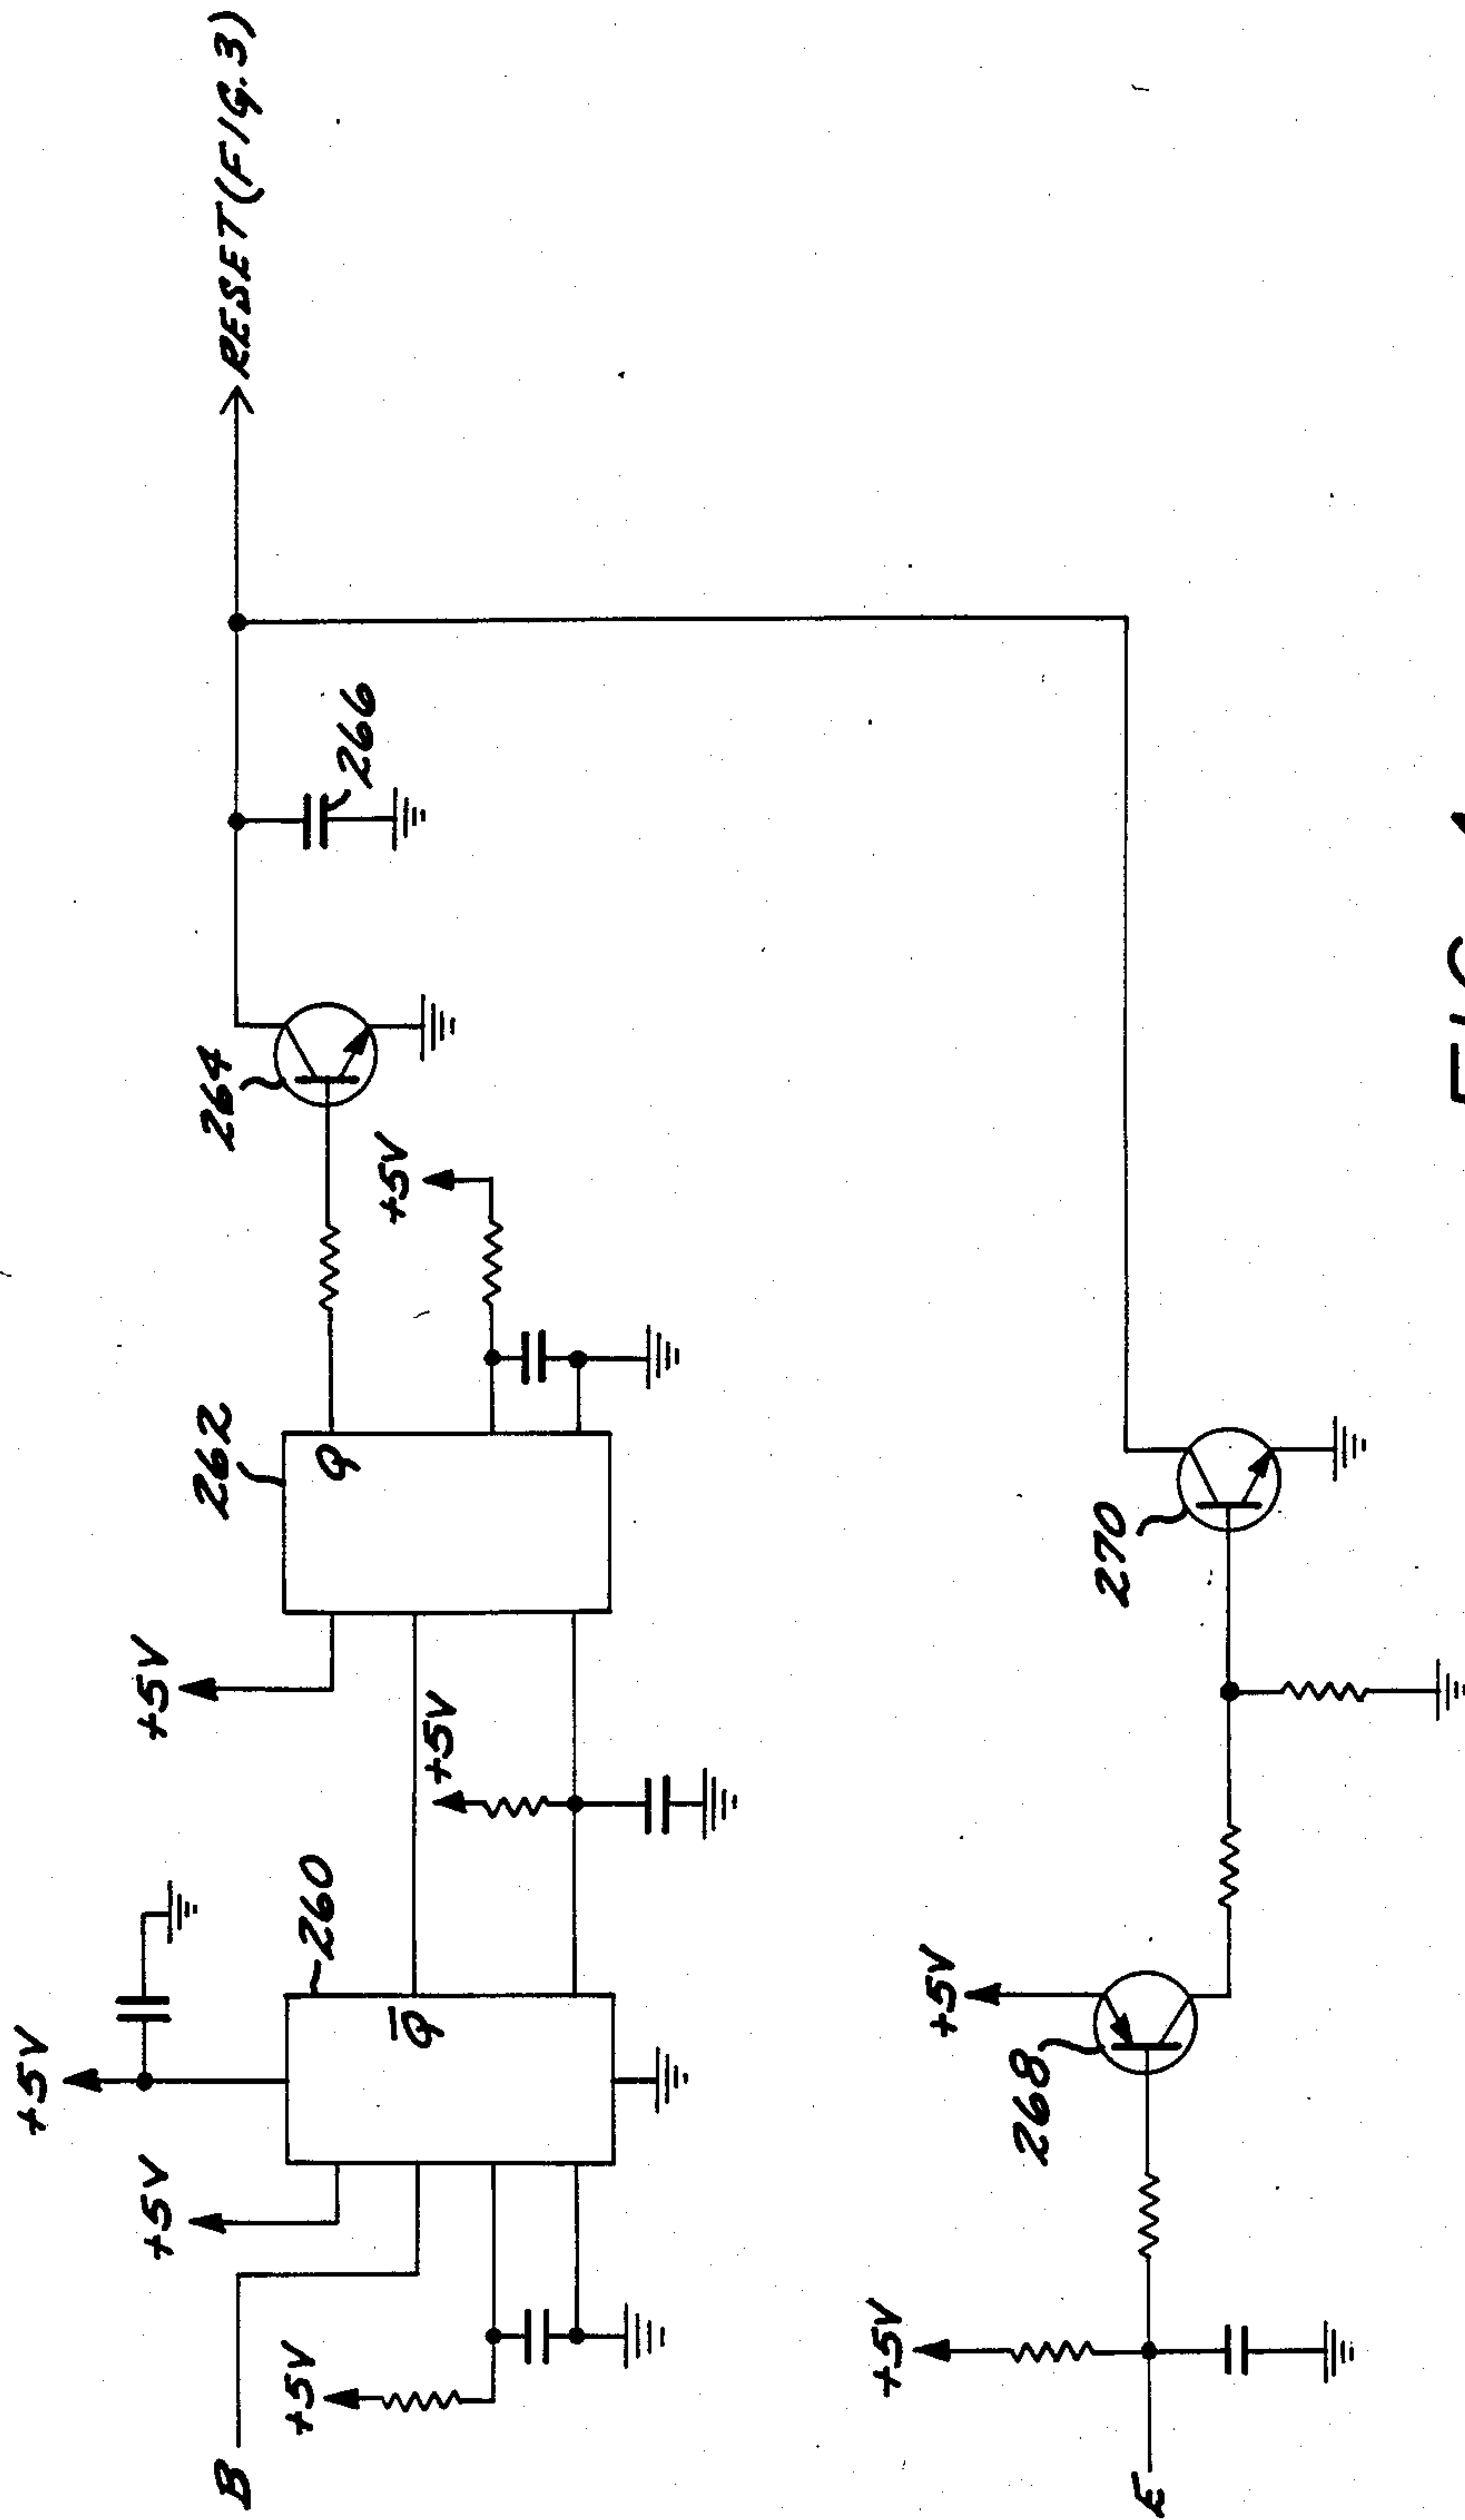 +5V
+5V
+5V
B
262
264
RESET(FIG.3)
+5V
260
Q
266
+5V
Q̄
+5V
+5V
+5V
268
270
E